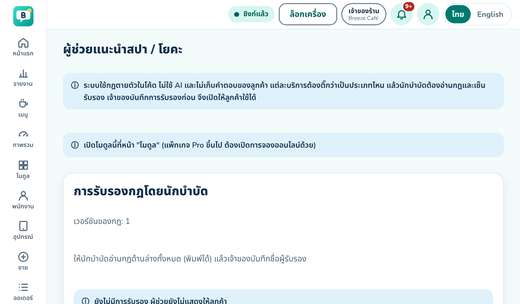 B
ซิงก์แล้ว
ล็อกเครื่อง
เจ้าของร้าน
Breeze Café
9+
ไทย
English
หน้าแรก
รายงาน
เมนู
ภาพรวม
โมดูล
พนักงาน
อุปกรณ์
ขาย
ออเดอร์
ผู้ช่วยแนะนำสปา / โยคะ
ระบบใช้กฎตายตัวในโค้ด ไม่ใช้ AI และไม่เก็บคำตอบของลูกค้า แต่ละบริการต้องติ๊กว่าเป็นประเภทไหน แล้วนักบำบัดต้องอ่านกฎและเซ็น
รับรอง เจ้าของบันทึกการรับรองก่อน จึงเปิดให้ลูกค้าใช้ได้
เปิดโมดูลนี้ที่หน้า "โมดูล" (แพ็กเกจ Pro ขึ้นไป ต้องเปิดการจองออนไลน์ด้วย)
การรับรองกฎโดยนักบำบัด
เวอร์ชันของกฎ: 1
ให้นักบำบัดอ่านกฎด้านล่างทั้งหมด (พิมพ์ได้) แล้วเจ้าของบันทึกชื่อผู้รับรอง
ยังไม่มีการรับรอง ผู้ช่วยยังไม่แสดงให้ลูกค้า